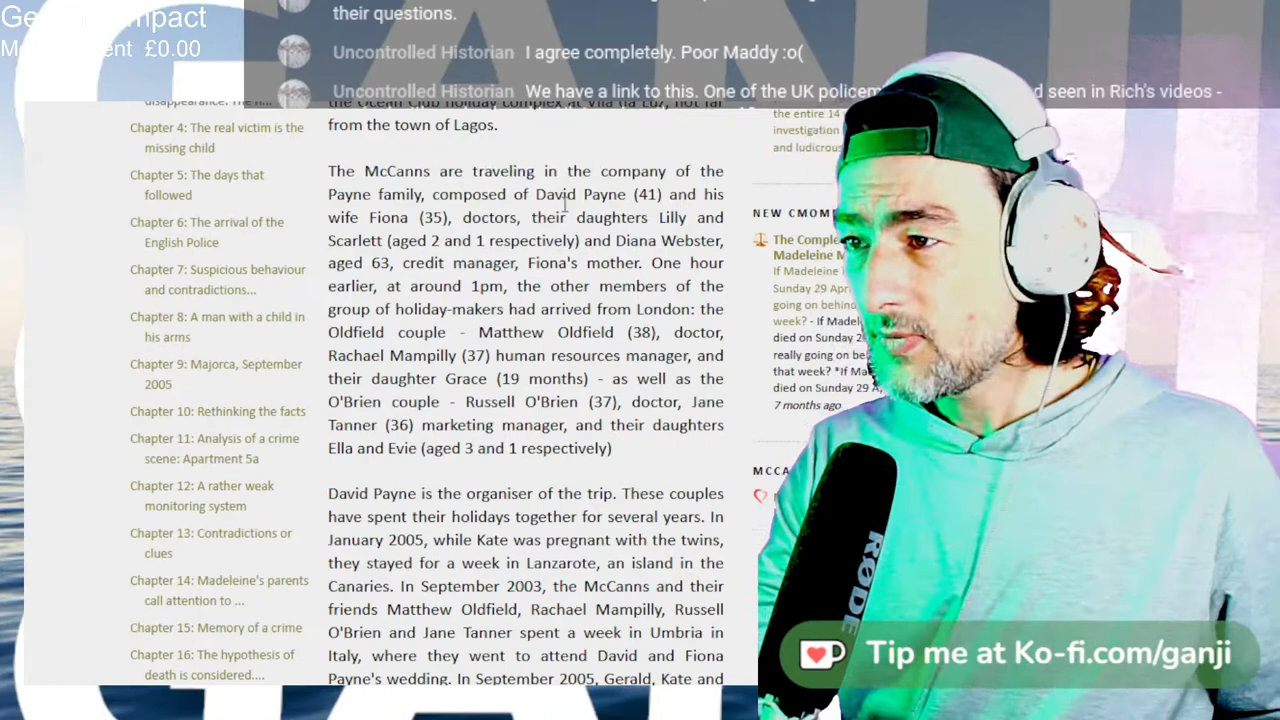 their questions.
Uncontrolled Historian I agree completely. Poor Maddy :o(
Uncontrolled Historian We have a link to this. One of the UK d seen in Rich's videos -
£0.00
disappearance. The
Chapter 4: The real victim is the
missing child
Chapter 5: The days that
followed
Chapter 6: The arrival of the
English Police
Chapter 7: Suspicious behaviour
and contradictions...
Chapter 8: A man with a child in
his arms
Chapter 9: Majorca, September
2005
Chapter 10: Rethinking the facts
Chapter 11: Analysis of a crime
scene: Apartment 5a
Chapter 12: A rather weak
monitoring system
Chapter 13: Contradictions or
clues
Chapter 14: Madeleine's parents
call attention to ...
Chapter 15: Memory of a crime
Chapter 16: The hypothesis of
death is considered....
the Ocean Club holiday complex in Vila da Luz, not far
from the town of Lagos.
The McCanns are traveling in the company of the
Payne family, composed of David Payne (41) and his
wife Fiona (35), doctors, their daughters Lilly and
Scarlett (aged 2 and 1 respectively) and Diana Webster,
aged 63, credit manager, Fiona's mother. One hour
earlier, at around 1pm, the other members of the
group of holiday-makers had arrived from London: the
Oldfield couple - Matthew Oldfield (38), doctor,
Rachael Mampilly (37) human resources manager, and
their daughter Grace (19 months) - as well as the
O'Brien couple - Russell O'Brien (37), doctor, Jane
Tanner (36) marketing manager, and their daughters
Ella and Evie (aged 3 and 1 respectively)
David Payne is the organiser of the trip. These couples
have spent their holidays together for several years. In
January 2005, while Kate was pregnant with the twins,
they stayed for a week in Lanzarote, an island in the
Canaries. In September 2003, the McCanns and their
friends Matthew Oldfield, Rachael Mampilly, Russell
O'Brien and Jane Tanner spent a week in Umbria in
Italy, where they went to attend David and Fiona
Payne's wedding. In September 2005, Gerald, Kate and
the entire 14
investigation
and ludicrou
NEW CMOM
The Comple
Madeleine M
If Madeleine
Sunday 29 Apr
going on behin
week? - If Madel
died on Sunday 2
really going on be
that week? *If Ma
died on Sunday 29 A
7 months ago
MCCA
RØDE
Tip me at Ko-fi.com/ganji